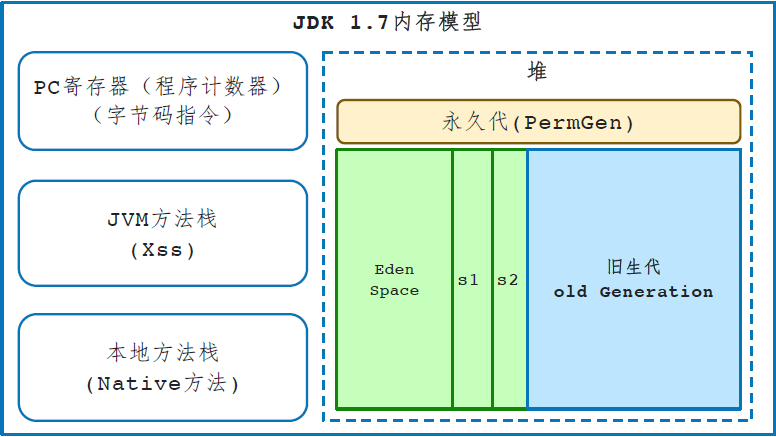 JDK 1.7内存模型
PC寄存器（程序计数器）
（字节码指令）
JVM方法栈
(Xss)
本地方法栈
(Native方法)
堆
永久代(PermGen)
Eden
Space
s1
s2
旧生代
old Generation